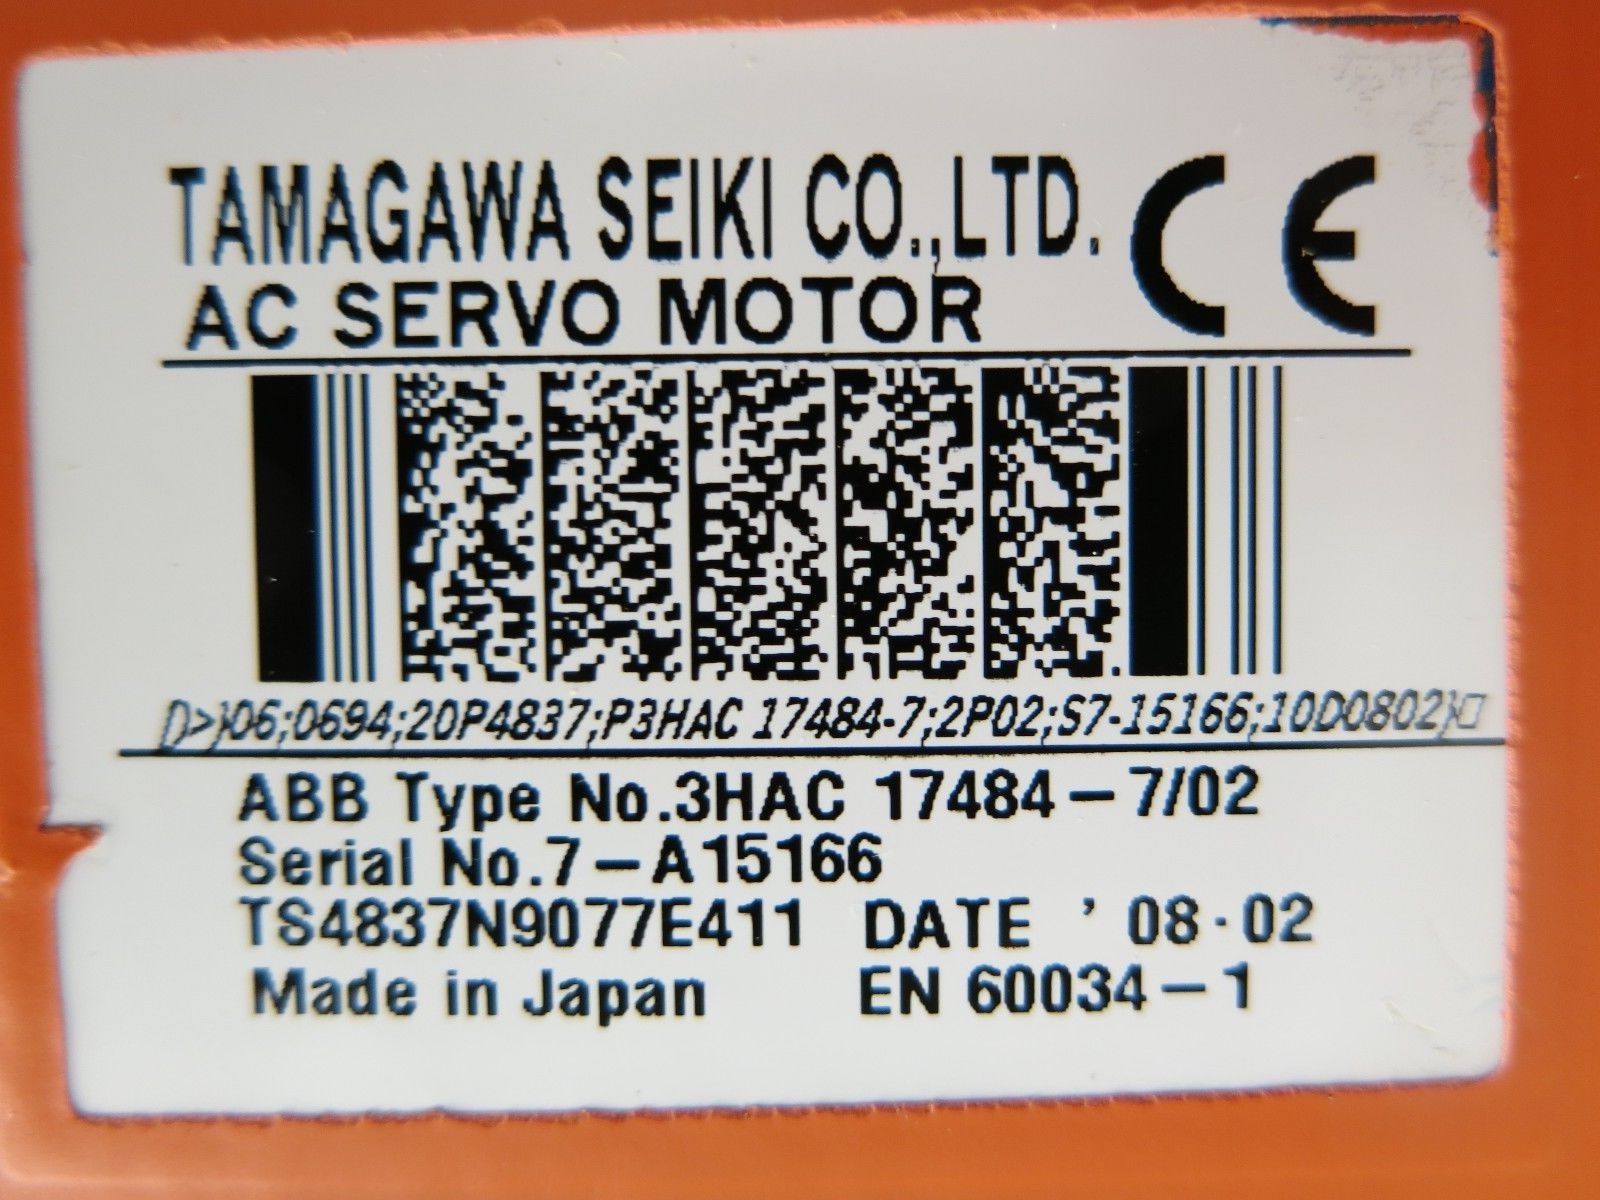 TAMAGAWA SEIKI CO.,LTD. CE
AC SERVO MOTOR
D>}06;0694;20P4837;P3HAC 17484-7;2P02;S7-15166;10D0802}□
ABB Type No.3HAC 17484-7/02
Serial No.7-A15166
TS4837N9077E411 DATE '08·02
Made in Japan EN 60034-1